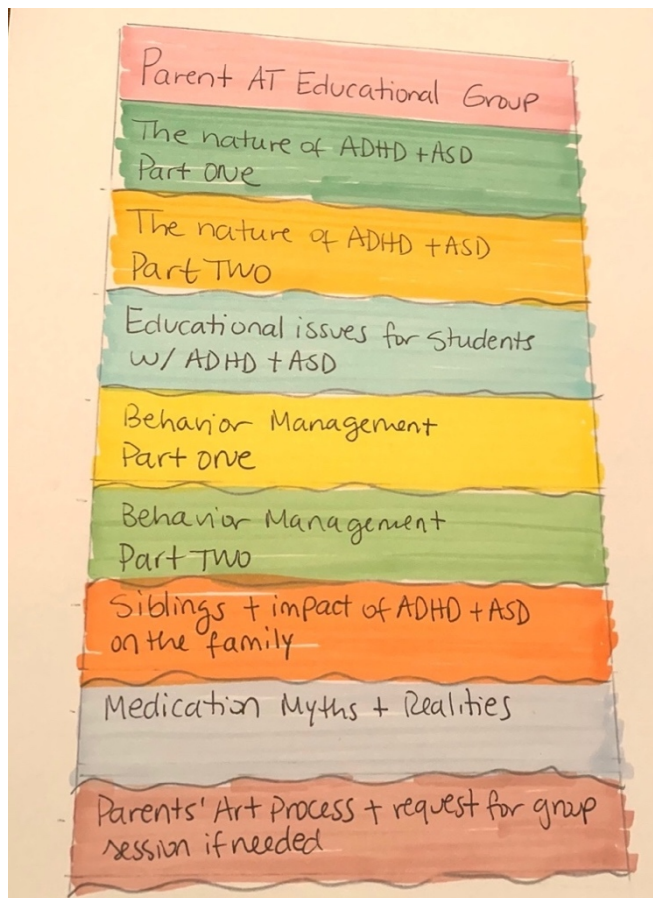 Parent AT Educational Group
The nature of ADHD + ASD
Part One
The nature of ADHD + ASD
Part Two
Educational issues for Students
w/ ADHD + ASD
Behavior Management
Part one
Behavior Management
Part Two
Siblings + impact of ADHD + ASD
on the family
Medication Myths + Realities
Parents' Art Process + request for group
session if needed